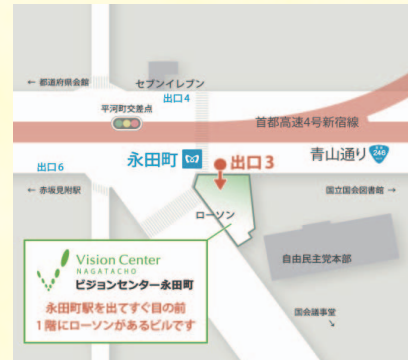 ← 都道府県会館
セブンイレブン
出口4
平河町交差点
首都高速4号新宿線
出口6
永田町
出口3
青山通り
246
← 赤坂見附駅
国立国会図書館 →
ローソン
Vision Center
NAGATACHO
ビジョンセンター永田町
永田町駅を出てすぐ目の前
1階にローソンがあるビルです
自由民主党本部
国会議事堂
↘